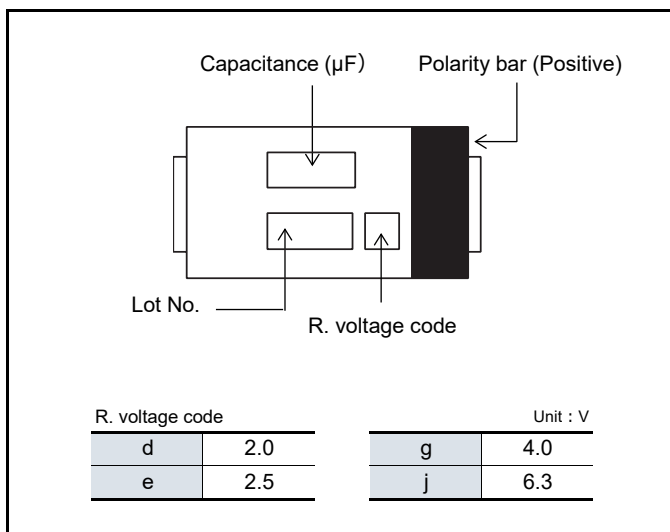 Capacitance (μF） Polarity bar (Positive)
Lot No.
R. voltage code
R. voltage code Unit : V
d 2.0 g 4.0
e 2.5 j 6.3